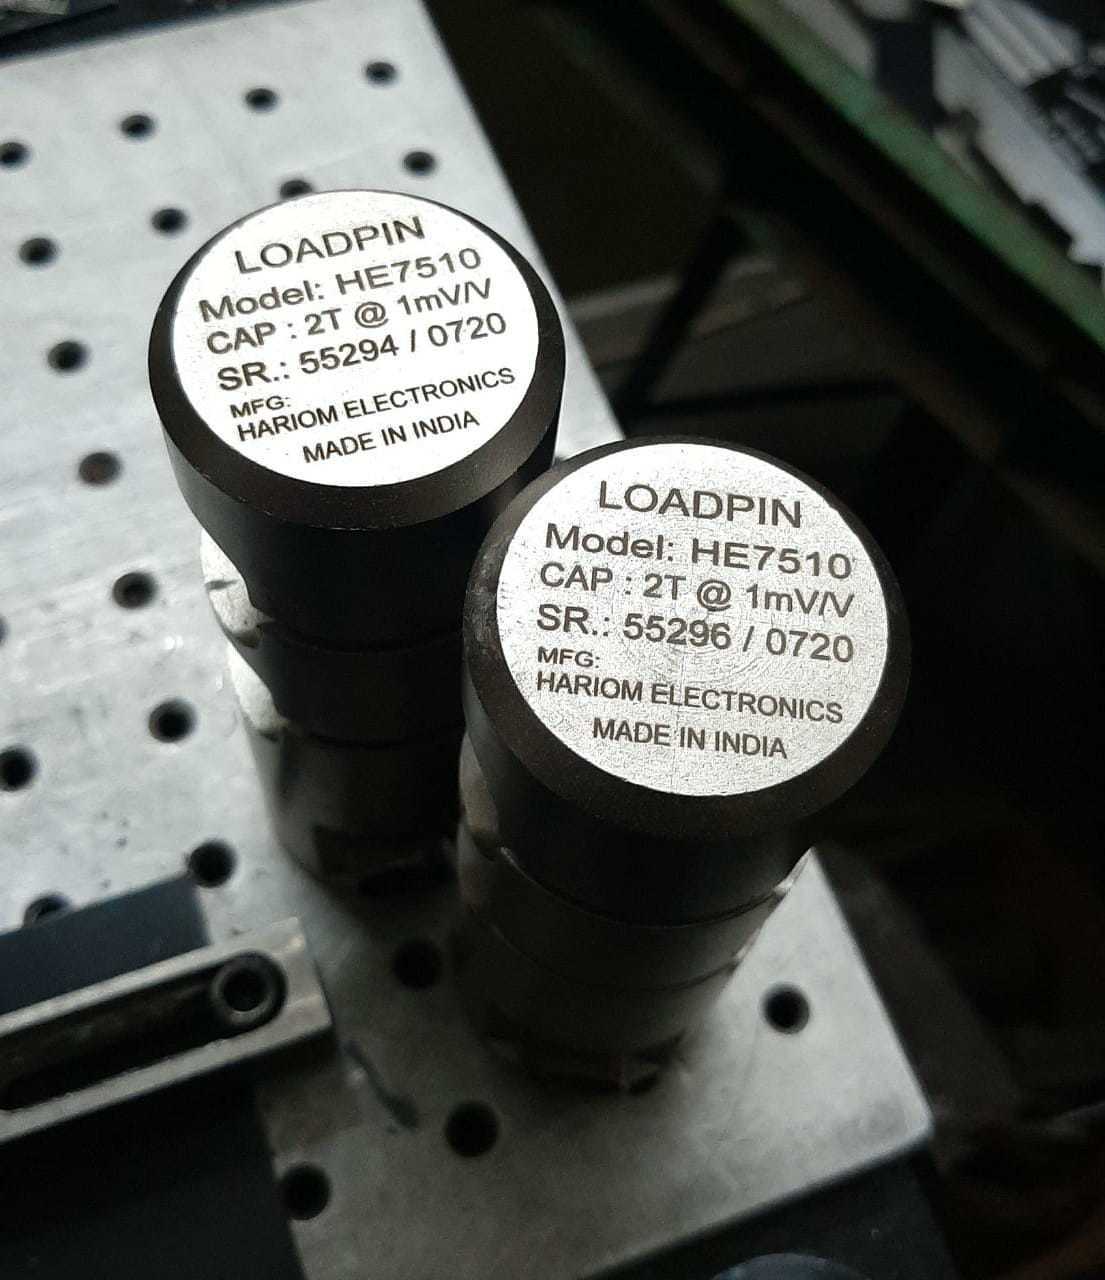 LOADPIN
Model: HE7510
CAP : 2T @ 1mV/V
SR.: 55294 / 0720
MFG:
HARIOM ELECTRONICS
MADE IN INDIA
LOADPIN
Model: HE7510
CAP : 2T @ 1mV/V
SR.: 55296 / 0720
MFG:
HARIOM ELECTRONICS
MADE IN INDIA